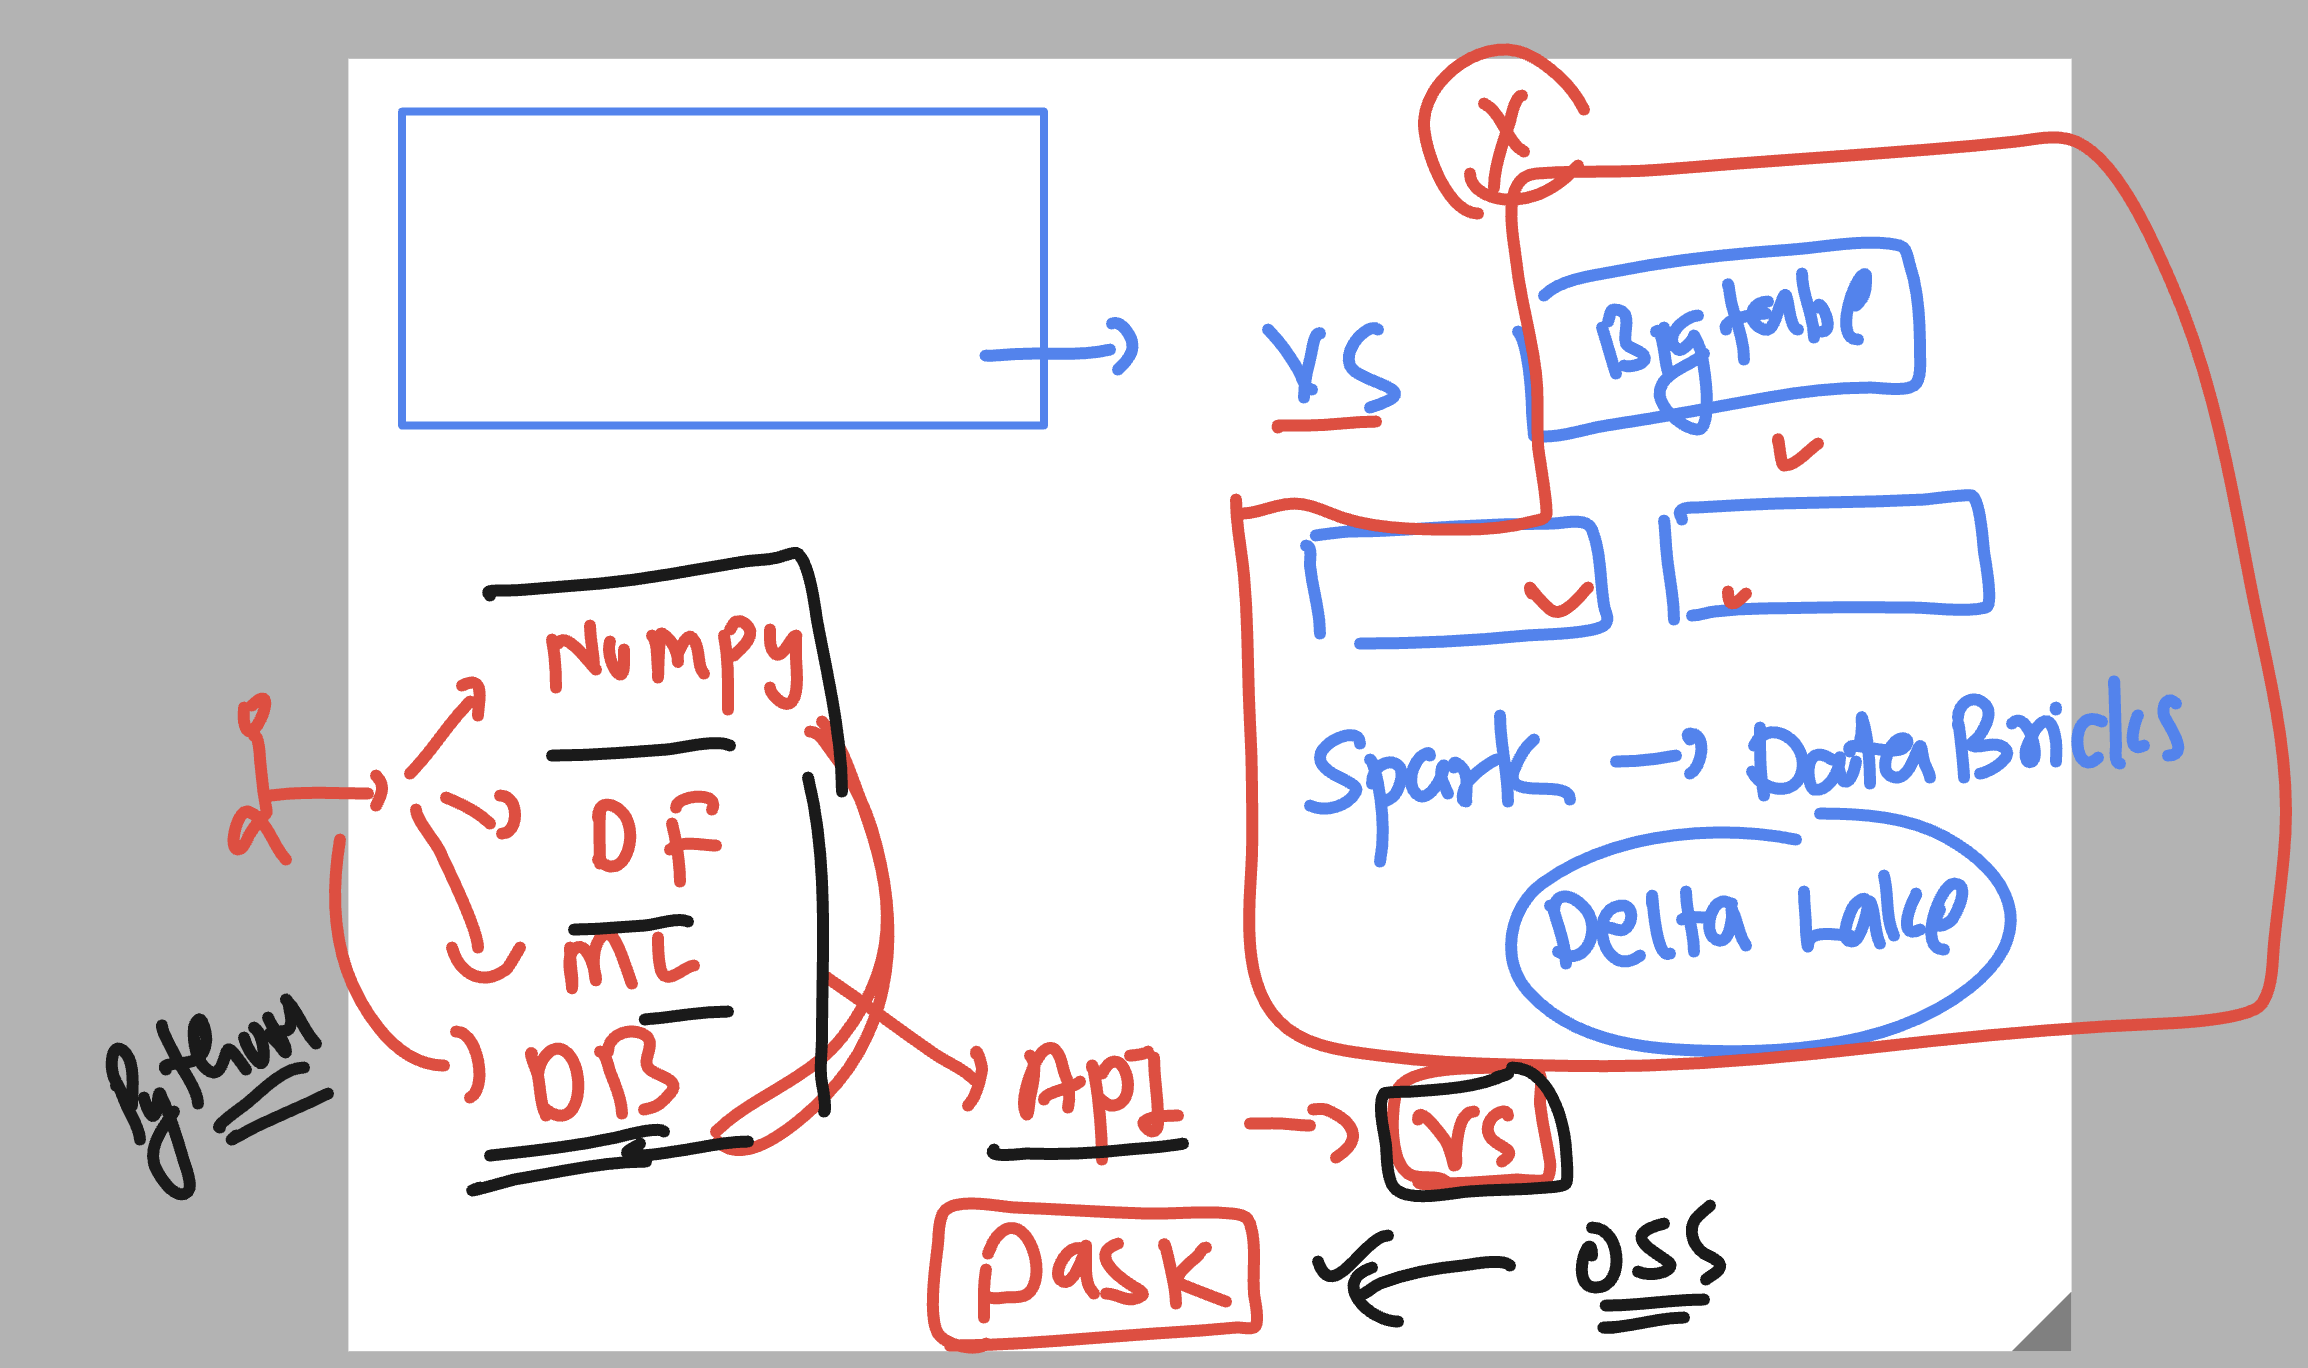 X
Bigtable
VS
Numpy
Spark → DataBricks
DF
Delta Lake
ML
Python
DB
API → VS
Dask
OSS